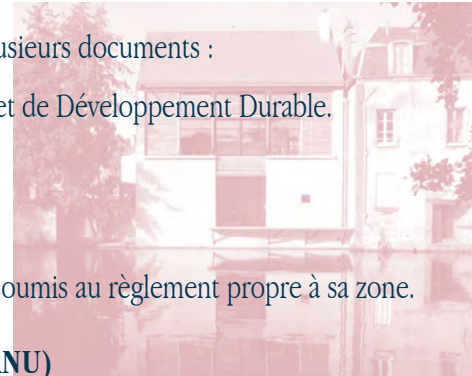 usieurs documents :
et de Développement Durable.
oumis au règlement propre à sa zone.
NU)